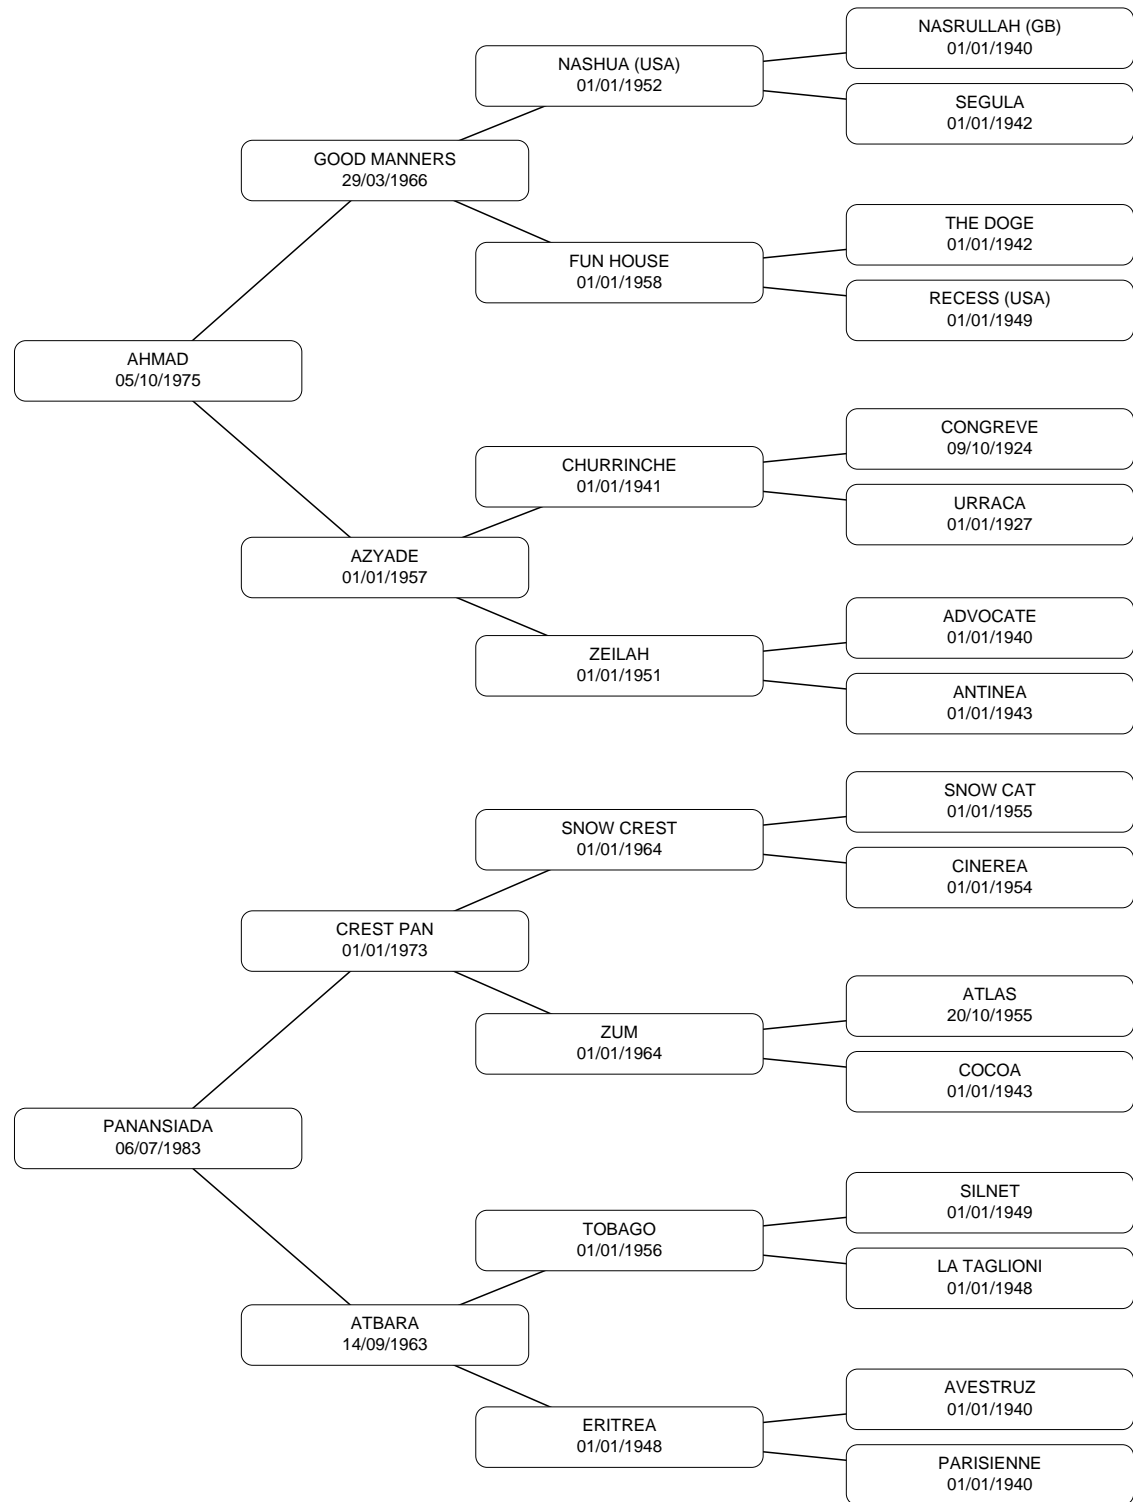 NASRULLAH (GB)
01/01/1940
NASHUA (USA)
01/01/1952
SEGULA
01/01/1942
GOOD MANNERS
29/03/1966
THE DOGE
01/01/1942
FUN HOUSE
01/01/1958
RECESS (USA)
01/01/1949
AHMAD
05/10/1975
CONGREVE
09/10/1924
CHURRINCHE
01/01/1941
URRACA
01/01/1927
AZYADE
01/01/1957
ADVOCATE
01/01/1940
ZEILAH
01/01/1951
ANTINEA
01/01/1943
SNOW CAT
01/01/1955
SNOW CREST
01/01/1964
CINEREA
01/01/1954
CREST PAN
01/01/1973
ATLAS
20/10/1955
ZUM
01/01/1964
COCOA
01/01/1943
PANANSIADA
06/07/1983
SILNET
01/01/1949
TOBAGO
01/01/1956
LA TAGLIONI
01/01/1948
ATBARA
14/09/1963
AVESTRUZ
01/01/1940
ERITREA
01/01/1948
PARISIENNE
01/01/1940